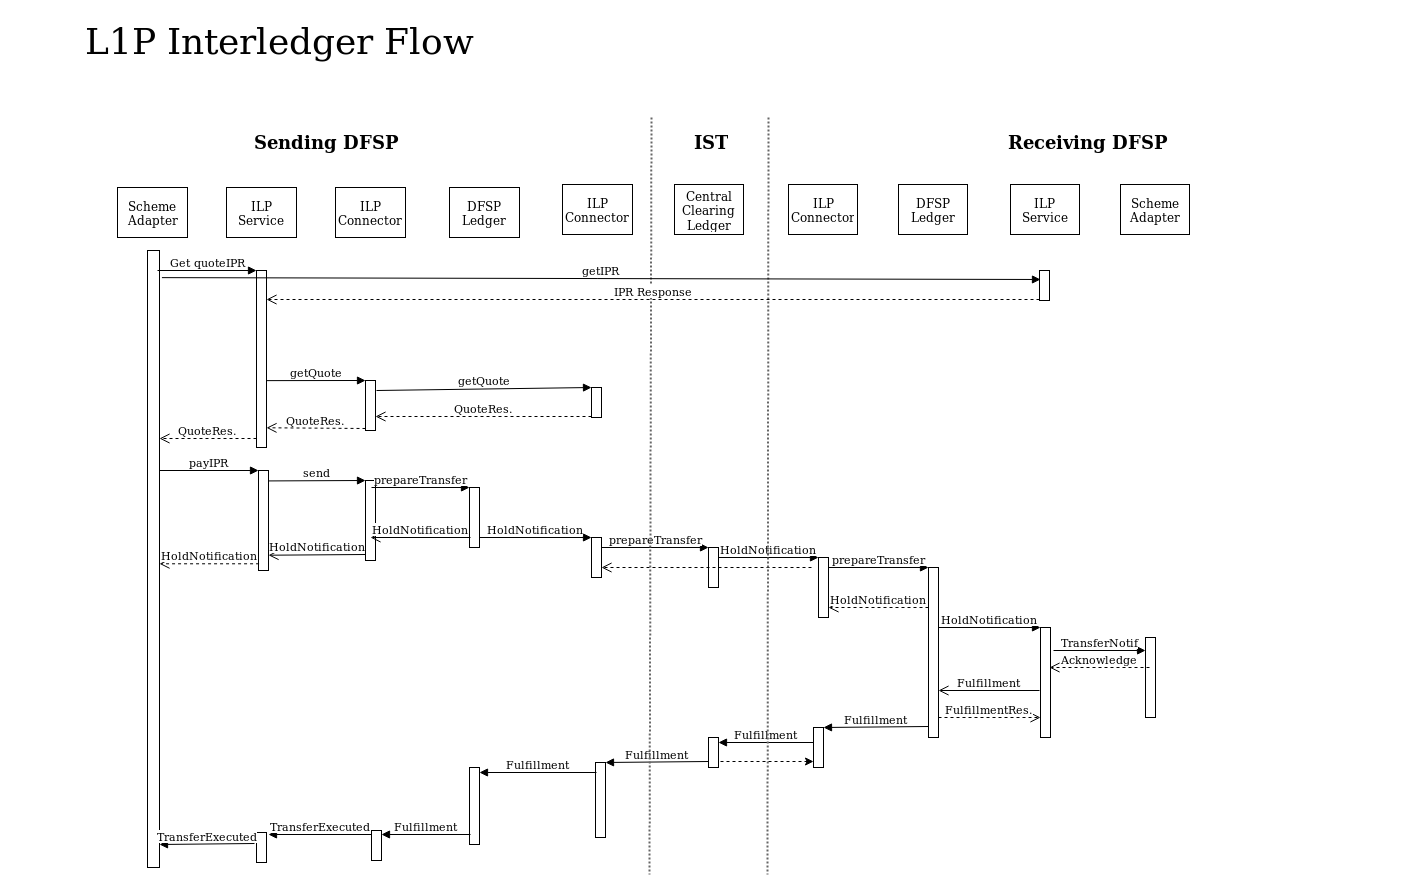 L1P Interledger Flow
Sending DFSP
IST
Receiving DFSP
Scheme
Adapter
ILP
Service
ILP
Connector
DFSP
Ledger
ILP
Connector
Central
Clearing
Ledger
ILP
Connector
DFSP
Ledger
ILP
Service
Scheme
Adapter
Get quoteIPR
getIPR
IPR Response
getQuote
getQuote
QuoteRes.
QuoteRes.
QuoteRes.
payIPR
send
prepareTransfer
HoldNotification
HoldNotification
prepareTransfer
HoldNotification
HoldNotification
HoldNotification
prepareTransfer
HoldNotification
HoldNotification
TransferNotif
Acknowledge
Fulfillment
FulfillmentRes.
Fulfillment
Fulfillment
Fulfillment
Fulfillment
Fulfillment
TransferExecuted
TransferExecuted